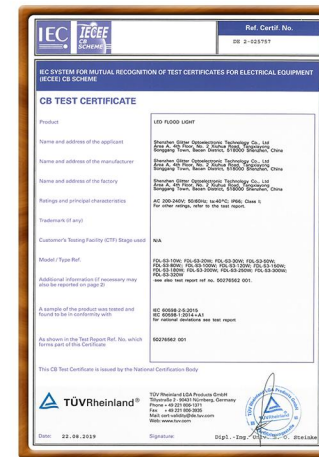 IEC
IECEE
CB
SCHEME
Ref. Certif. No.
DE 2-025757
IEC SYSTEM FOR MUTUAL RECOGNITION OF TEST CERTIFICATES FOR ELECTRICAL EQUIPMENT
(IECEE) CB SCHEME
CB TEST CERTIFICATE
Product LED FLOOD LIGHT
Name and address of the applicant Shenzhen Glitter Optoelectronic Technology Co., Ltd
Area A, 4th Floor, No. 2 Xiuhua Road, Tangxiayong
Songgang Town, Baoan District, 518000 Shenzhen, China
Name and address of the manufacturer Shenzhen Glitter Optoelectronic Technology Co., Ltd
Area A, 4th Floor, No. 2 Xiuhua Road, Tangxiayong
Songgang Town, Baoan District, 518000 Shenzhen, China
Name and address of the factory Shenzhen Glitter Optoelectronic Technology Co., Ltd
Area A, 4th Floor, No. 2 Xiuhua Road, Tangxiayong
Songgang Town, Baoan District, 518000 Shenzhen, China
Ratings and principal characteristics AC 200-240V; 50/60Hz; ta:40°C; IP66; Class I;
For other ratings, refer to the test report.
Trademark (if any)
Customer's Testing Facility (CTF) Stage used N/A
Model / Type Ref. FDL-S3-10W, FDL-S3-20W, FDL-S3-30W, FDL-S3-50W,
FDL-S3-80W, FDL-S3-100W, FDL-S3-120W, FDL-S3-150W,
FDL-S3-180W, FDL-S3-200W, FDL-S3-250W, FDL-S3-300W,
FDL-S3-320W
Additional information (if necessary may
also be reported on page 2) see also test report ref no. 50276562 001.
A sample of the product was tested and
found to be in conformity with IEC 60598-2-5:2015
IEC 60598-1:2014+A1
for national deviations see test report
As shown in the Test Report Ref. No. which
forms part of this Certificate 50276562 001
This CB Test Certificate is issued by the National Certification Body
TÜVRheinland®
TÜV Rheinland LGA Products GmbH
Tillystraße 2 · 90431 Nürnberg, Germany
Phone + 49 221 806-1371
Fax + 49 221 806-3935
Mail: cert-validity@de.tuv.com
Web: www.tuv.com
Date: 22.08.2019 Signature: Dipl.-Ing.